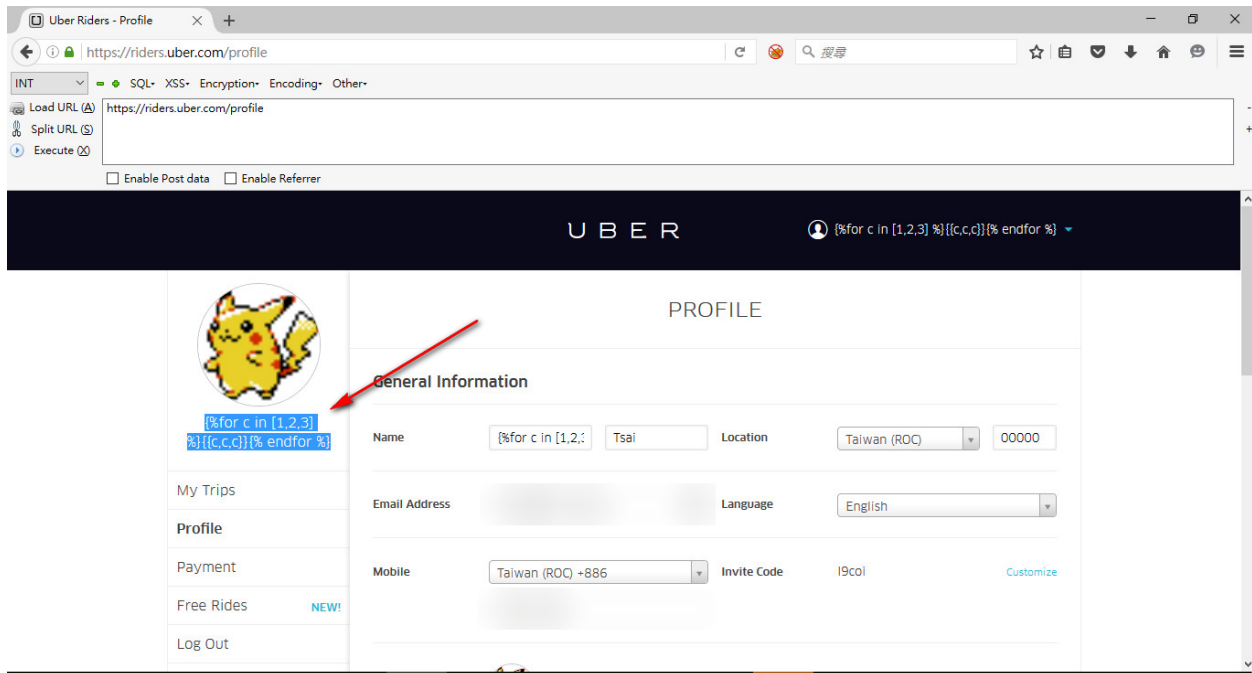 Uber Riders - Profile
https://riders.uber.com/profile
搜尋
INT SQL- XSS- Encryption- Encoding- Other-
Load URL (A)
https://riders.uber.com/profile
Split URL (S)
Execute (X)
Enable Post data Enable Referrer
UBER
{%for c in [1,2,3] %}{{c,c,c}}{% endfor %}
{%for c in [1,2,3]
%}{{c,c,c}}{% endfor %}
My Trips
Profile
Payment
Free Rides NEW!
Log Out
PROFILE
General Information
Name {%for c in [1,2,3 Tsai Location Taiwan (ROC) 00000
Email Address Language English
Mobile Taiwan (ROC) +886 Invite Code l9col Customize